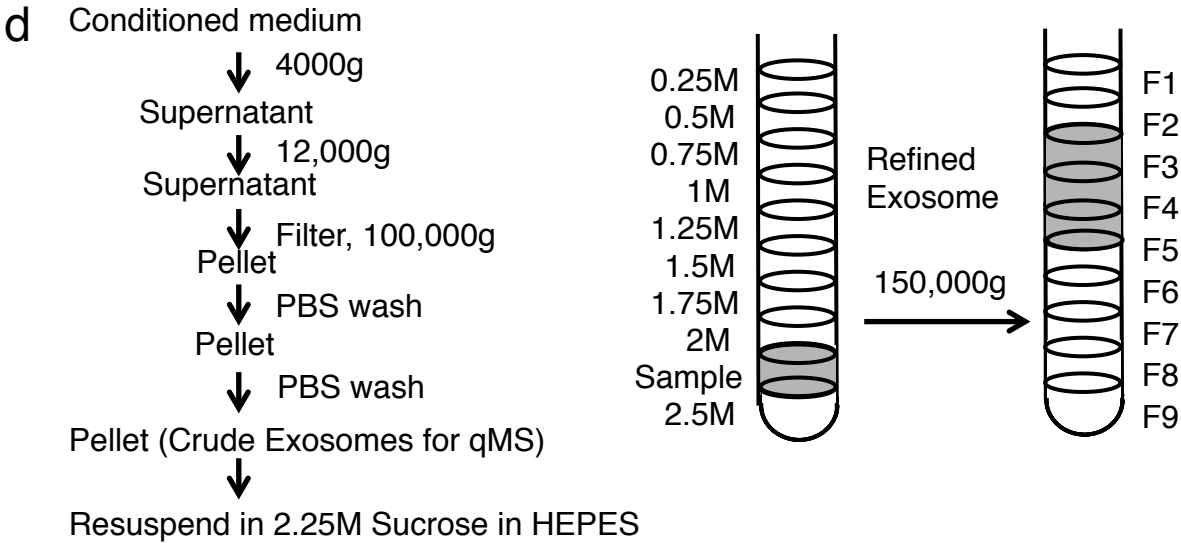 d
Conditioned medium
4000g
Supernatant
12,000g
Supernatant
Filter, 100,000g
Pellet
PBS wash
Pellet
PBS wash
Pellet (Crude Exosomes for qMS)
Resuspend in 2.25M Sucrose in HEPES
0.25M
0.5M
0.75M
1M
1.25M
1.5M
1.75M
2M
Sample
2.5M
Refined
Exosome
150,000g
F1
F2
F3
F4
F5
F6
F7
F8
F9